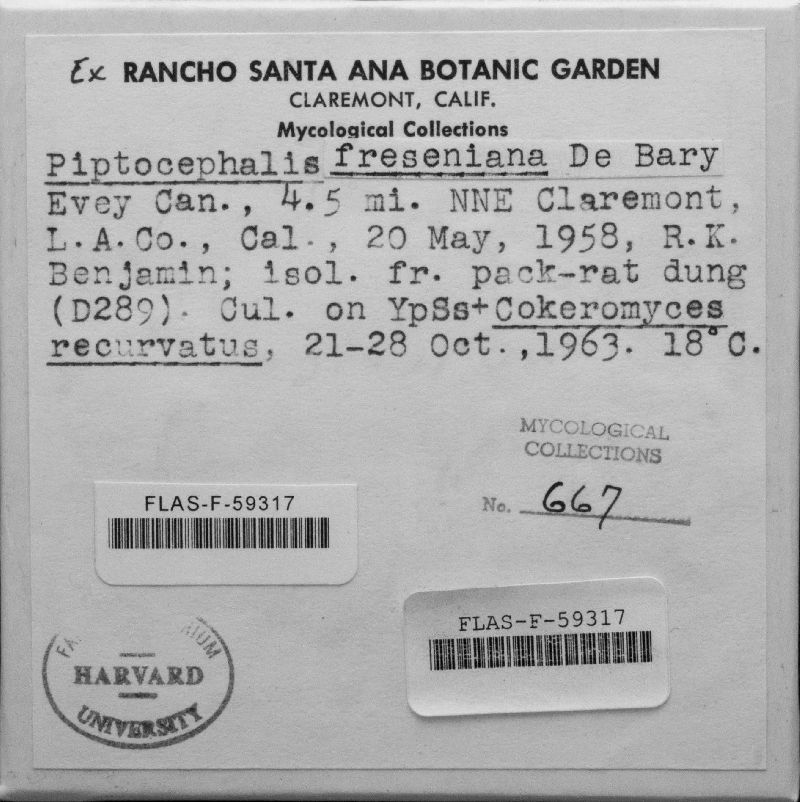 Ex RANCHO SANTA ANA BOTANIC GARDEN
CLAREMONT, CALIF.
Mycological Collections
Piptocephalis freseniana De Bary
Evey Can., 4.5 mi. NNE Claremont,
L.A.Co., Cal., 20 May, 1958, R.K.
Benjamin; isol. fr. pack-rat dung
(D289). Cul. on YpSs+Cokeromyces
recurvatus, 21-28 Oct.,1963. 18°C.
MYCOLOGICAL
COLLECTIONS
No. 667
FLAS-F-59317
FLAS-F-59317
HARVARD
UNIVERSITY